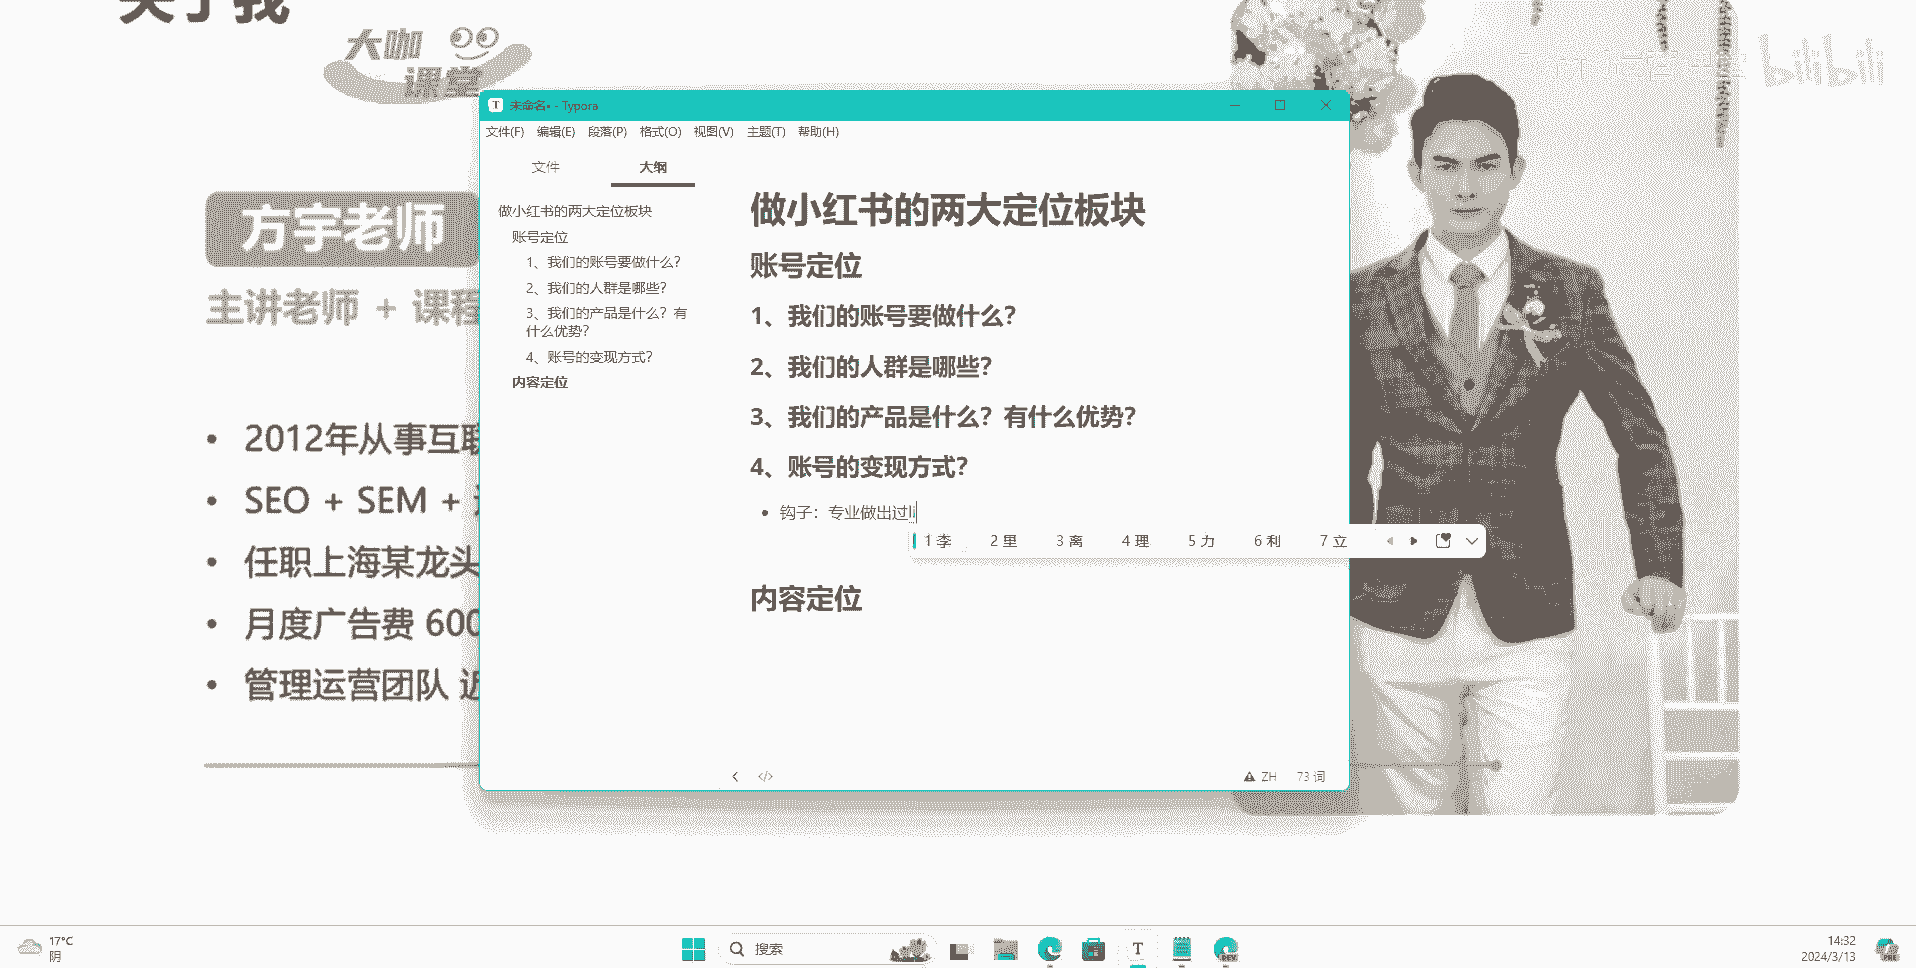 关于我
大咖
课堂
bilibili
方宇老师
主讲老师 + 课程
2012年从事互联
SEO + SEM +
任职上海某龙头
月度广告费 600
管理运营团队 近
未命名• - Typora
文件(F) 编辑(E) 段落(P) 格式(O) 视图(V) 主题(T) 帮助(H)
文件 大纲
做小红书的两大定位板块
账号定位
1、我们的账号要做什么？
2、我们的人群是哪些？
3、我们的产品是什么？有
什么优势？
4、账号的变现方式？
内容定位
做小红书的两大定位板块
账号定位
1、我们的账号要做什么？
2、我们的人群是哪些？
3、我们的产品是什么？有什么优势？
4、账号的变现方式？
钩子：专业做出过li
1 李 2 里 3 离 4 理 5 力 6 利 7 立
内容定位
ZH 73 词
17°C
阴
搜索
T
DEV
14:32
2024/3/13
PRE